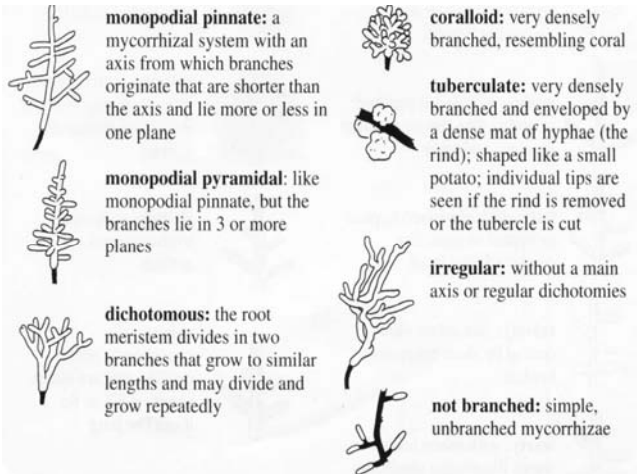 monopodial pinnate: a
mycorrhizal system with an
axis from which branches
originate that are shorter than
the axis and lie more or less in
one plane
monopodial pyramidal: like
monopodial pinnate, but the
branches lie in 3 or more
planes
dichotomous: the root
meristem divides in two
branches that grow to similar
lengths and may divide and
grow repeatedly
coralloid: very densely
branched, resembling coral
tuberculate: very densely
branched and enveloped by
a dense mat of hyphae (the
rind); shaped like a small
potato; individual tips are
seen if the rind is removed
or the tubercle is cut
irregular: without a main
axis or regular dichotomies
not branched: simple,
unbranched mycorrhizae